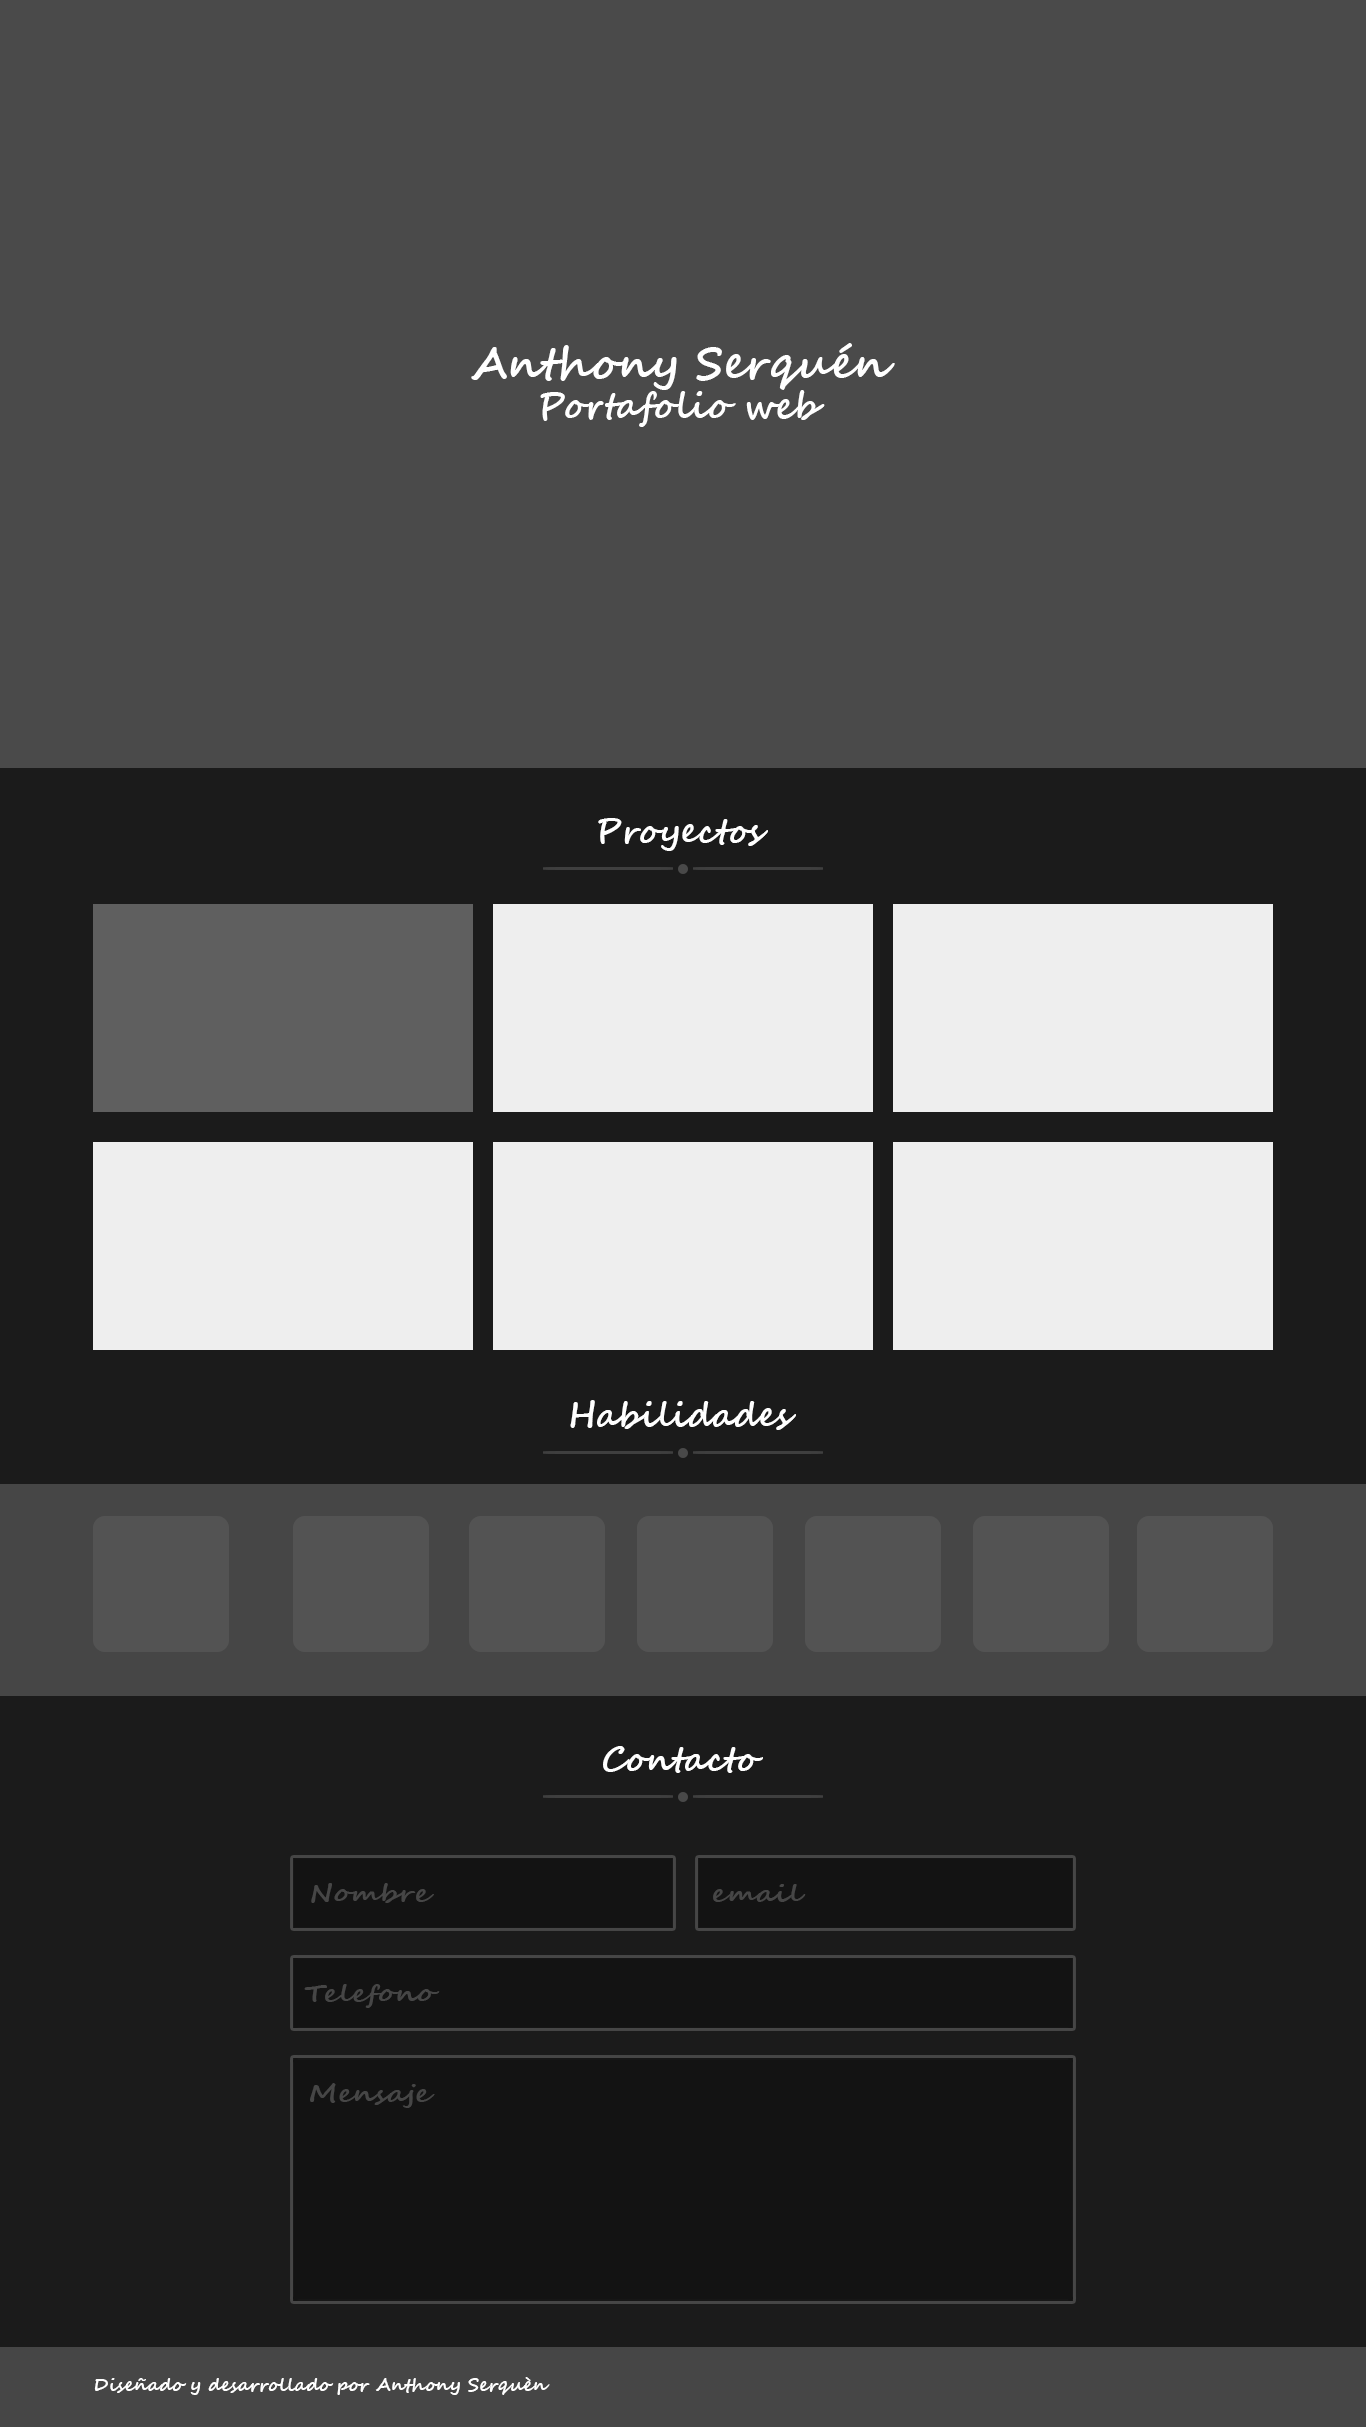 Anthony Serquén
Portafolio web
Proyectos
Habilidades
Contacto
Nombre
email
Telefono
Mensaje
Diseñado y desarrollado por Anthony Serquèn